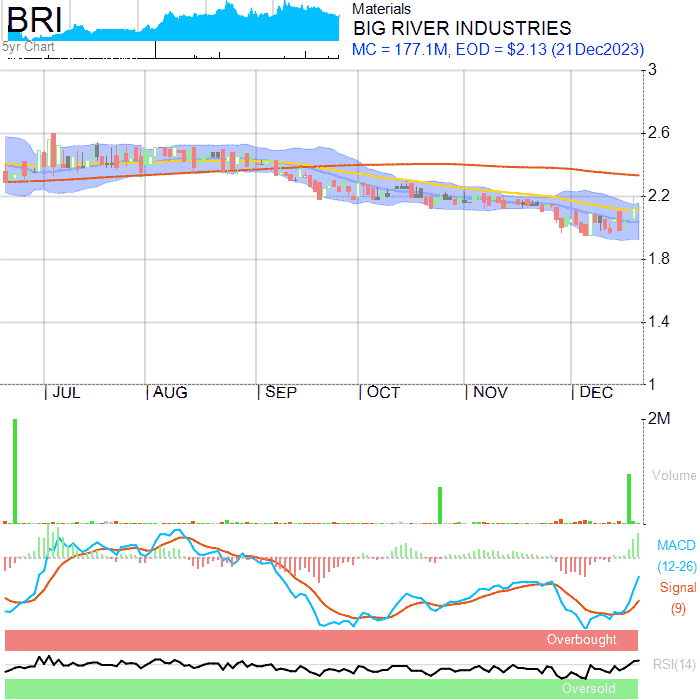 BRI
5yr Chart
Materials
BIG RIVER INDUSTRIES
MC = 177.1M, EOD = $2.13 (21Dec2023)
3
2.6
2.2
1.8
1.4
1
JUL
AUG
SEP
OCT
NOV
DEC
2M
Volume
MACD
(12-26)
Signal
(9)
Overbought
RSI(14)
Oversold